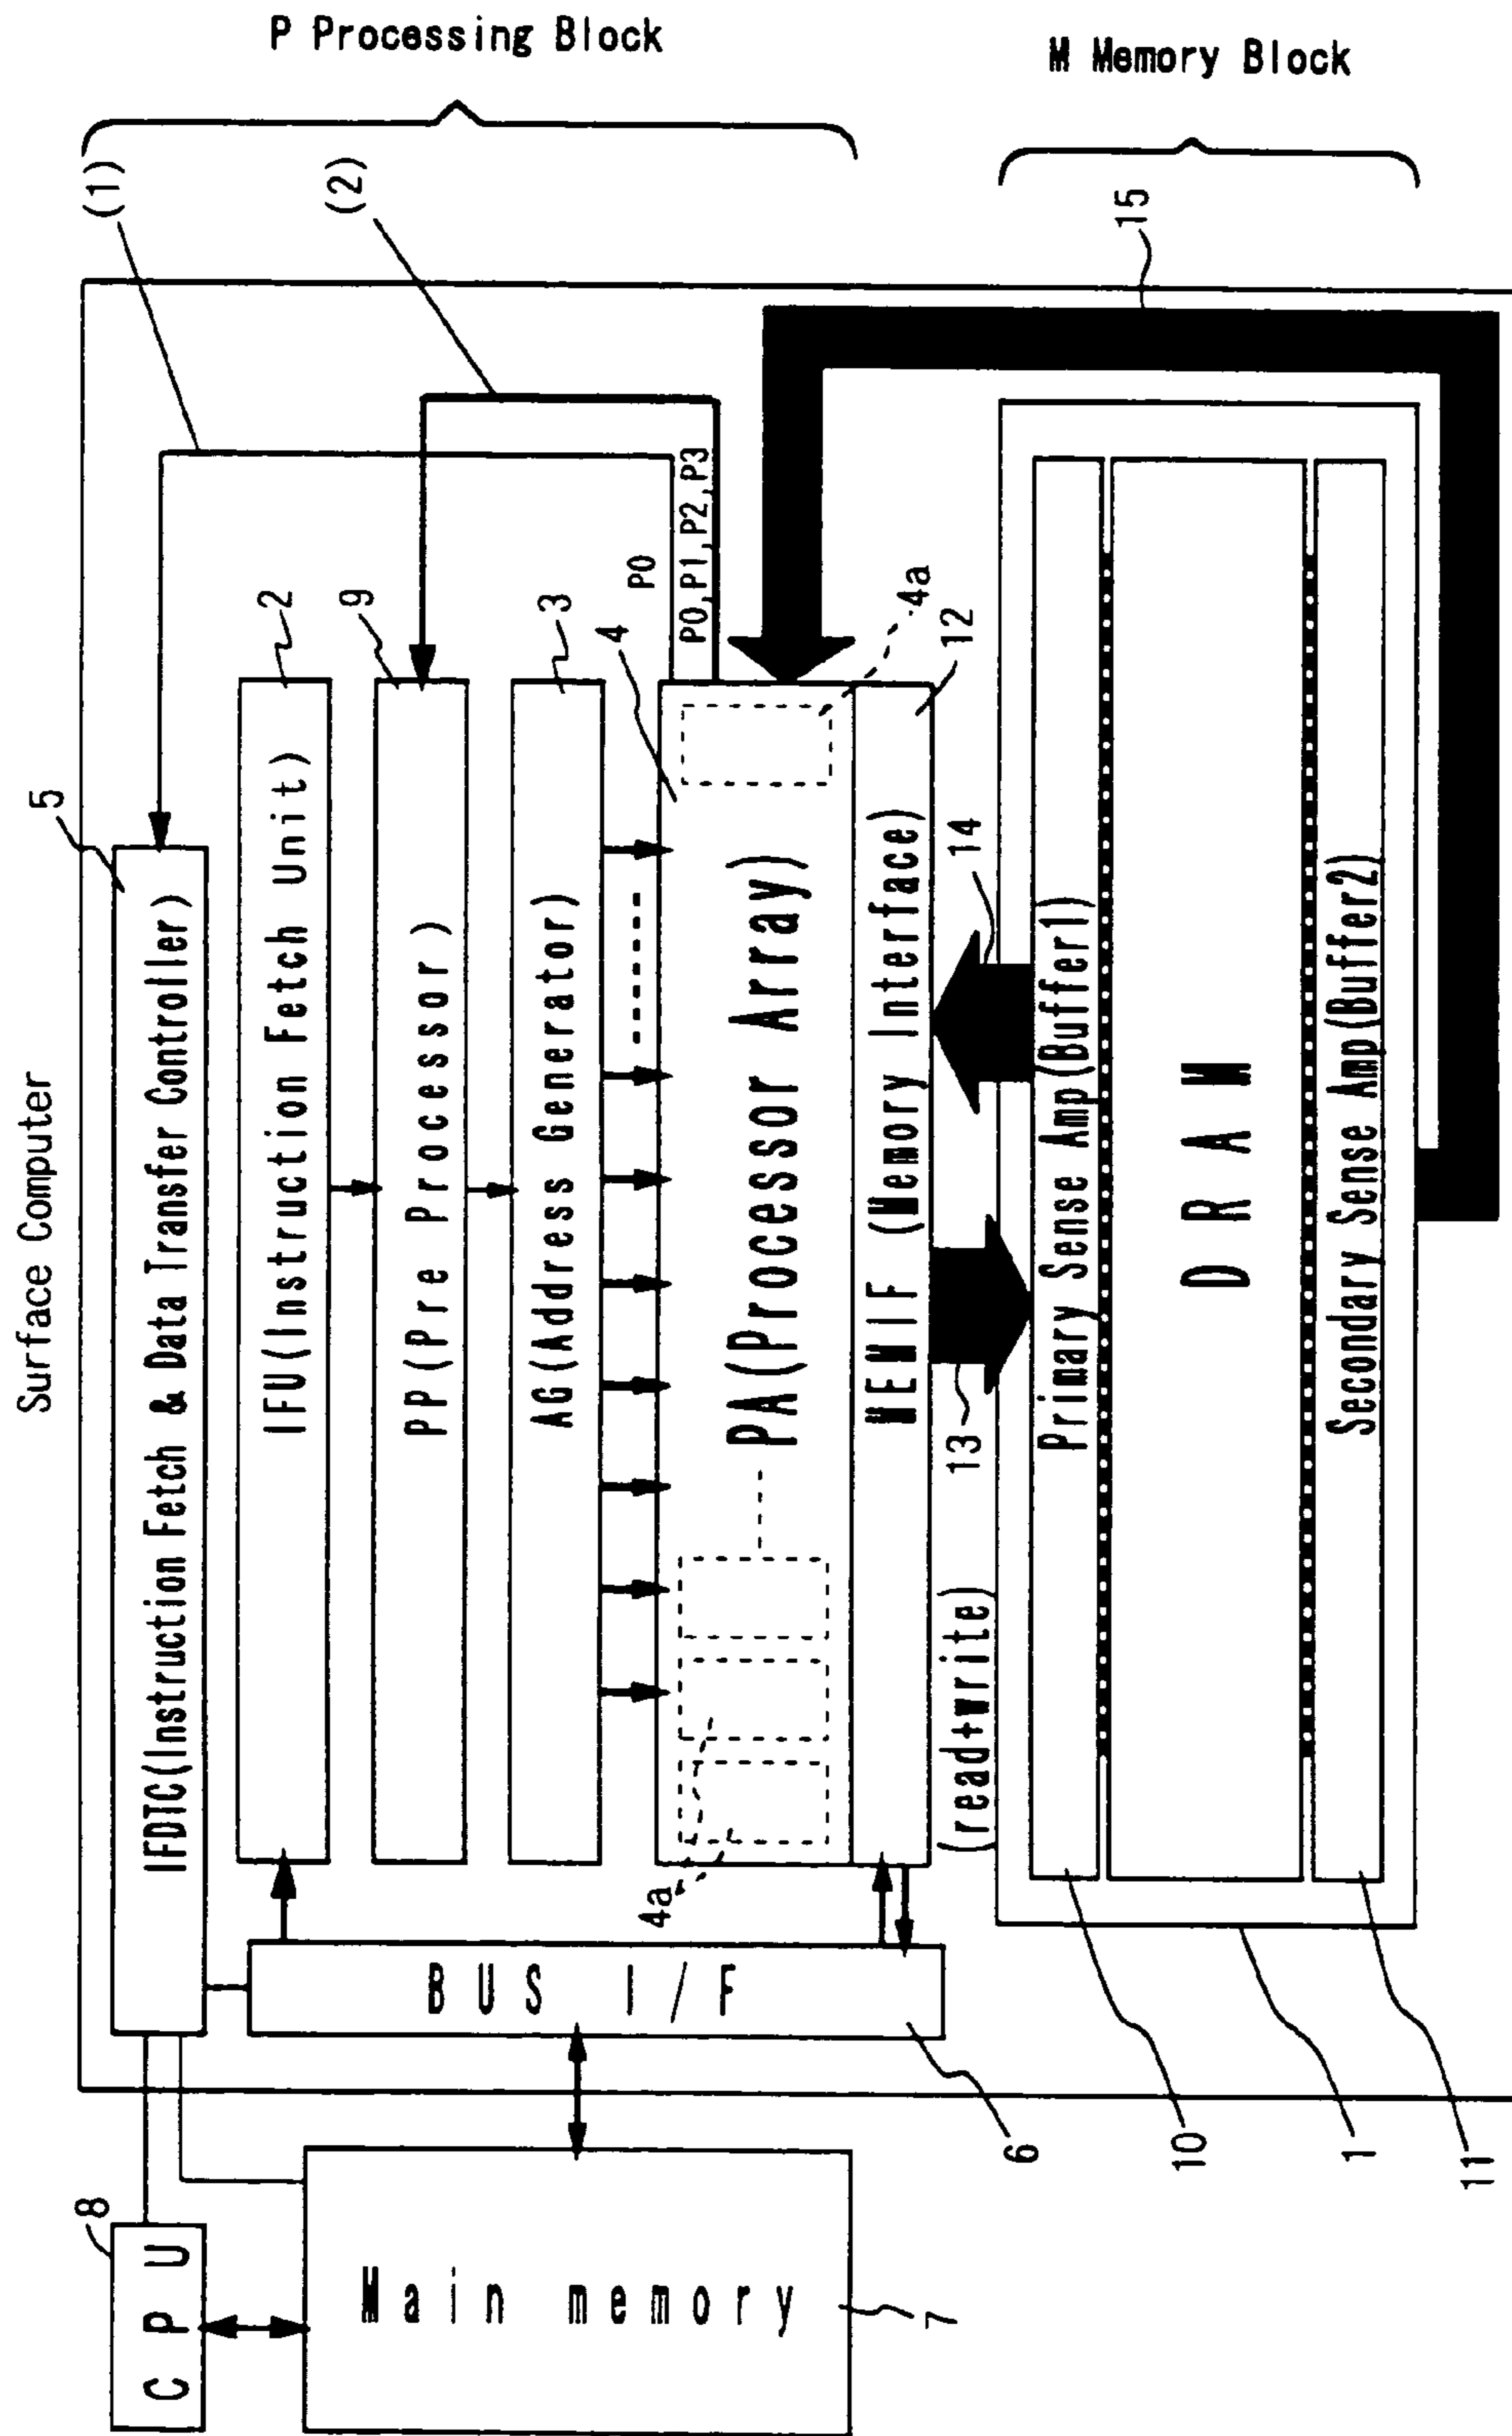 Surface Computer
P Processing Block
M Memory Block
(1)
(2)
15
8
C P U
5
IFDTC(Instruction Fetch & Data Transfer Controller)
2
IFU(Instruction Fetch Unit)
9
PP(Pre Processor)
3
AG(Address Generator)
P0
P0,P1,P2,P3
4
4a
4a
PA(Processor Array)
12
MEMIF (Memory Interface)
BUS I/F
6
Main memory
7
(read+write)
13
14
Primary Sense Amp(Buffer1)
10
D R A M
1
Secondary Sense Amp(Buffer2)
11